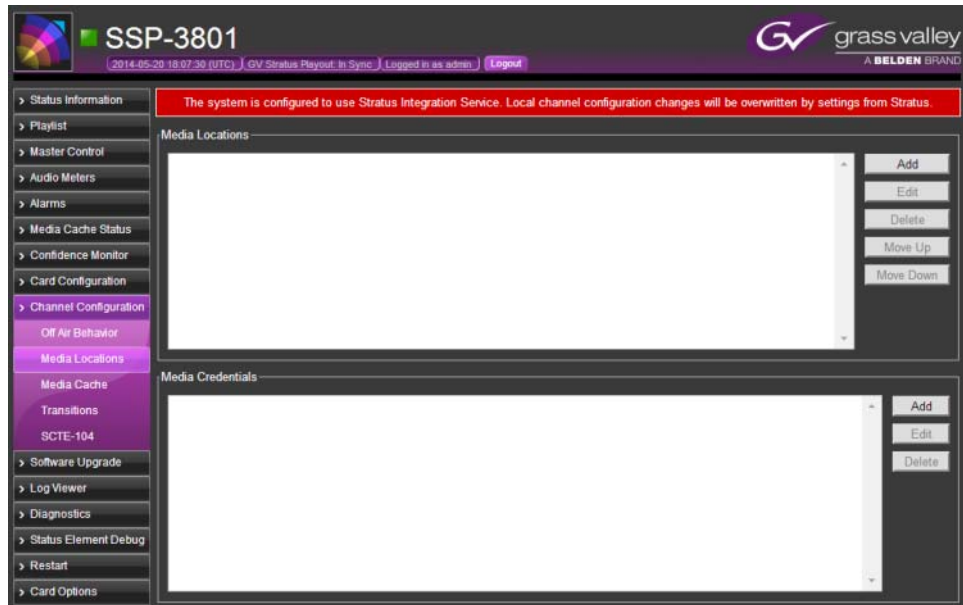 SSP-3801
2014-05-20 18:07:30 (UTC) GV Stratus Playout: In Sync Logged in as admin Logout
GV grass valley
A BELDEN BRAND
> Status Information
> Playlist
> Master Control
> Audio Meters
> Alarms
> Media Cache Status
> Confidence Monitor
> Card Configuration
> Channel Configuration
Off Air Behavior
Media Locations
Media Cache
Transitions
SCTE-104
> Software Upgrade
> Log Viewer
> Diagnostics
> Status Element Debug
> Restart
> Card Options
The system is configured to use Stratus Integration Service. Local channel configuration changes will be overwritten by settings from Stratus.
Media Locations
Add
Edit
Delete
Move Up
Move Down
Media Credentials
Add
Edit
Delete